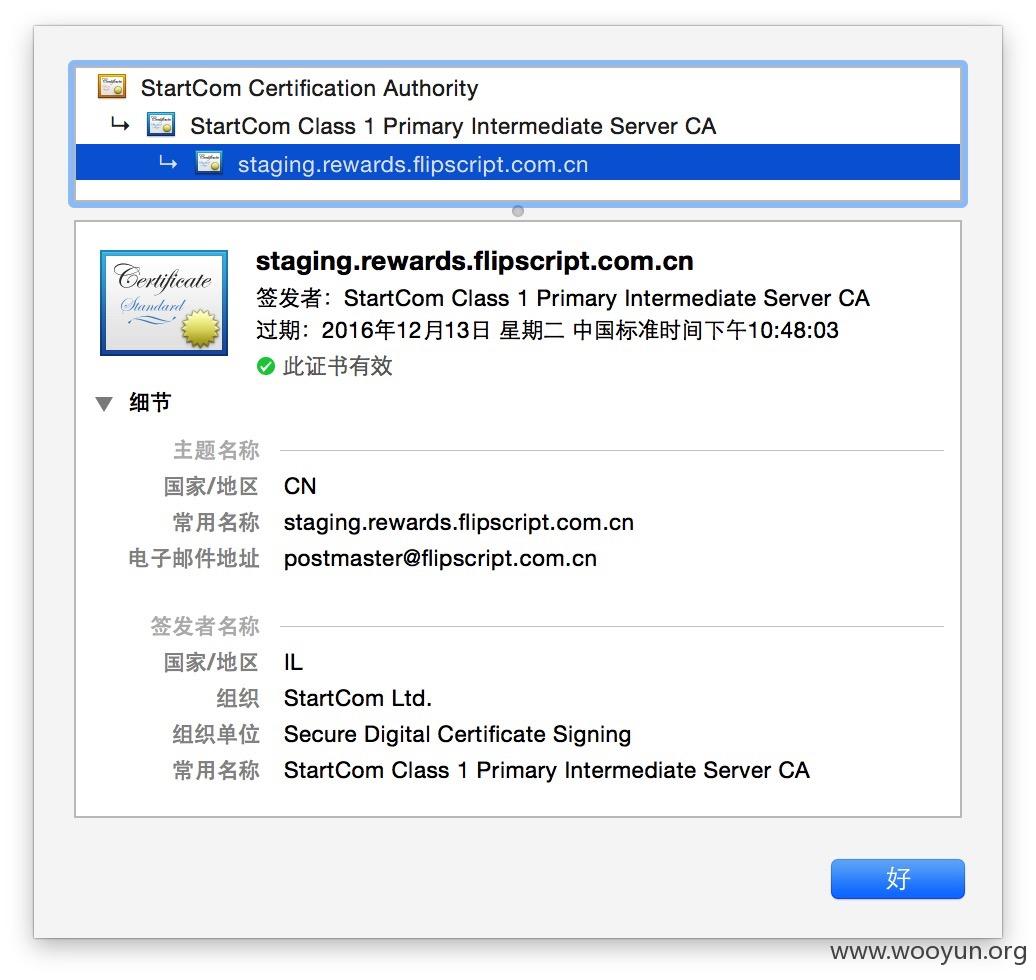 StartCom Certification Authority
StartCom Class 1 Primary Intermediate Server CA
staging.rewards.flipscript.com.cn
Certificate
Standard
staging.rewards.flipscript.com.cn
签发者：StartCom Class 1 Primary Intermediate Server CA
过期：2016年12月13日 星期二 中国标准时间下午10:48:03
此证书有效
细节
主题名称
国家/地区 CN
常用名称 staging.rewards.flipscript.com.cn
电子邮件地址 postmaster@flipscript.com.cn
签发者名称
国家/地区 IL
组织 StartCom Ltd.
组织单位 Secure Digital Certificate Signing
常用名称 StartCom Class 1 Primary Intermediate Server CA
好
www.wooyun.org